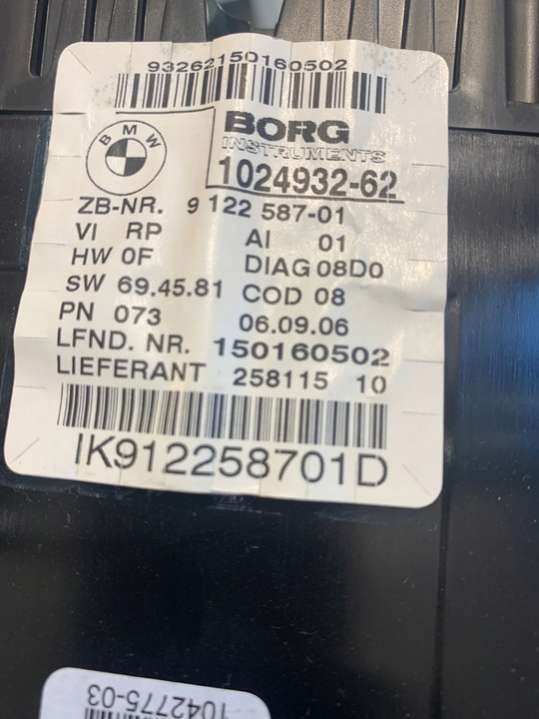 93262150160502
BMW
BORG
INSTRUMENTS
1024932-62
ZB-NR. 9 122 587-01
VI RP AI 01
HW 0F DIAG 08D0
SW 69.45.81 COD 08
PN 073 06.09.06
LFND. NR. 150160502
LIEFERANT 258115 10
IK912258701D
1042775-03